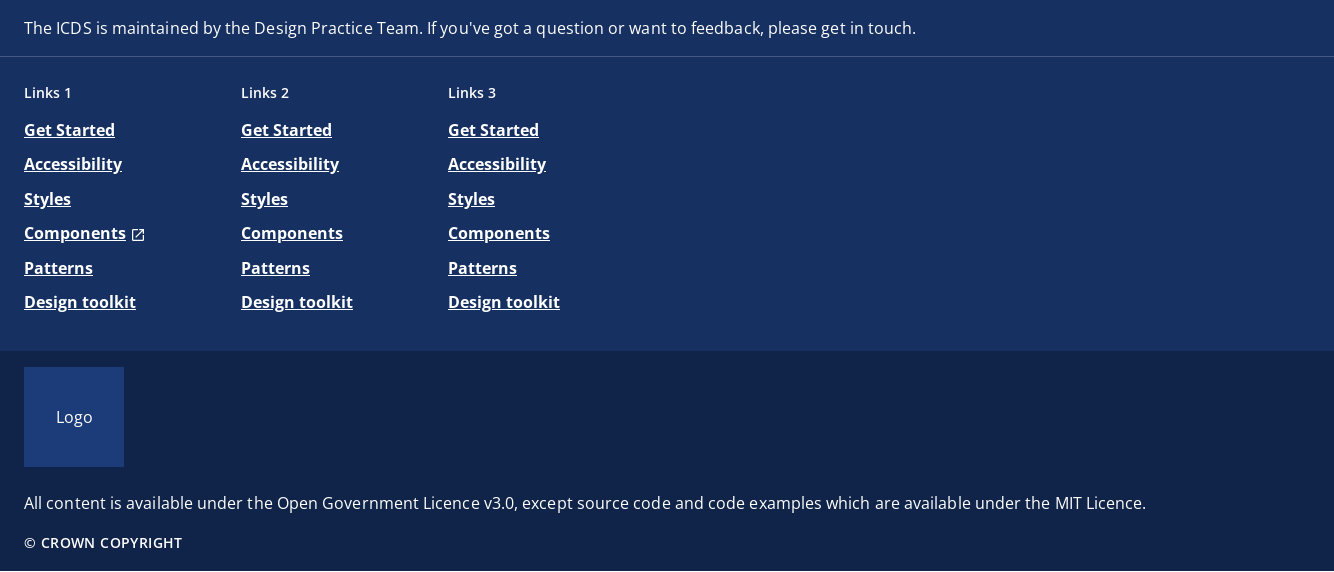 The ICDS is maintained by the Design Practice Team. If you've got a question or want to feedback, please get in touch.
Links 1
Get Started
Accessibility
Styles
Components
Patterns
Design toolkit
Links 2
Get Started
Accessibility
Styles
Components
Patterns
Design toolkit
Links 3
Get Started
Accessibility
Styles
Components
Patterns
Design toolkit
Logo
All content is available under the Open Government Licence v3.0, except source code and code examples which are available under the MIT Licence.
© CROWN COPYRIGHT